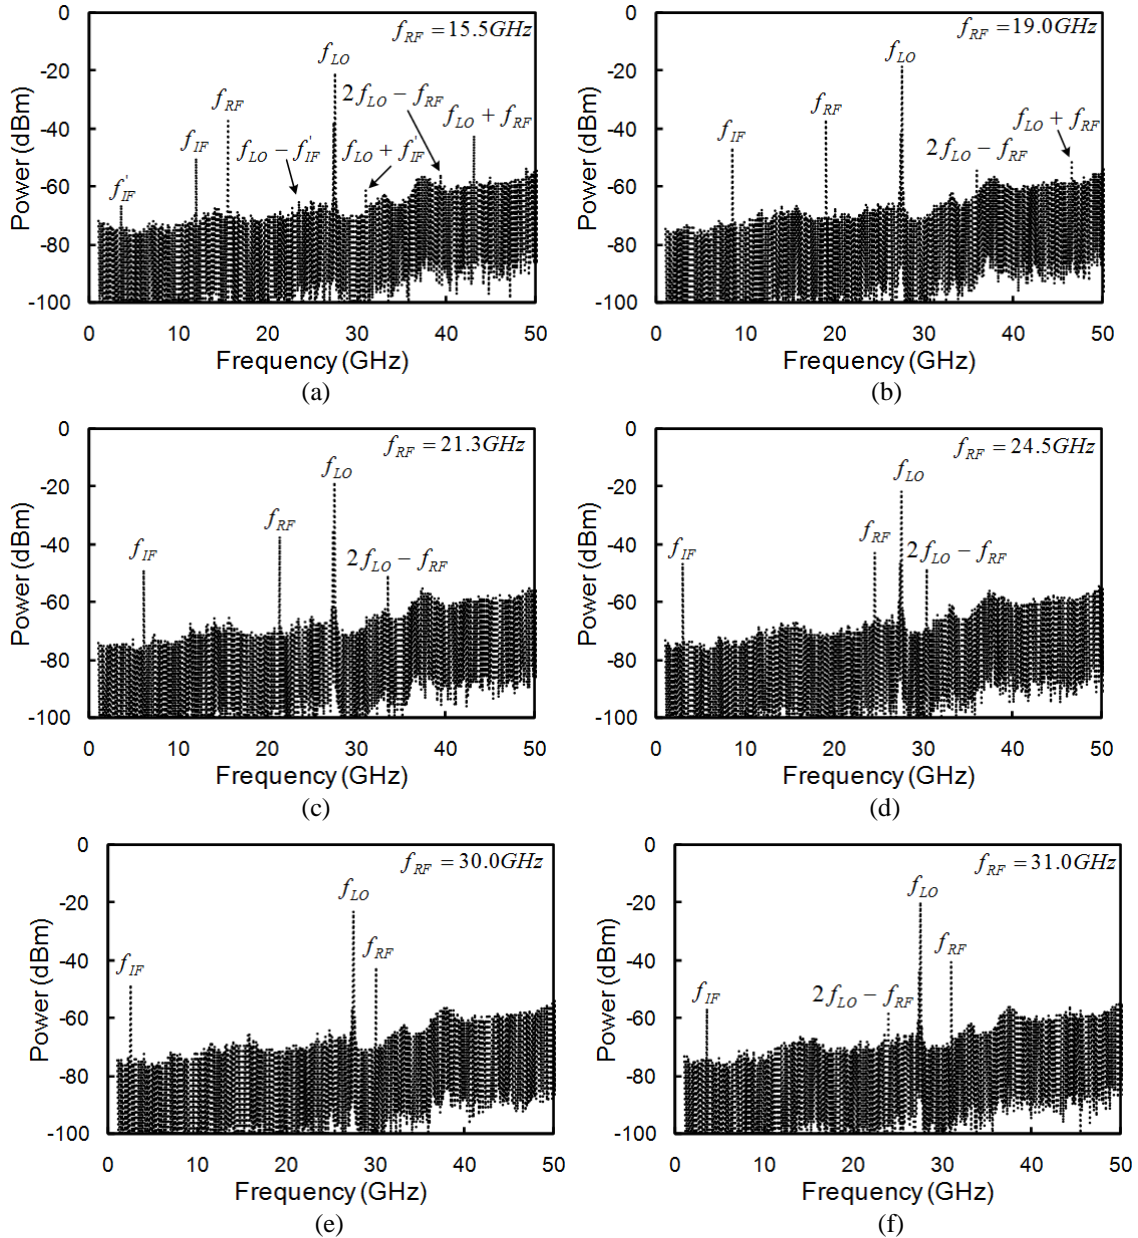 f_RF = 15.5GHz
Power (dBm)
0
-20
-40
-60
-80
-100
f_LO
2f_LO − f_RF
f_RF
f_LO + f_RF
f_IF
f_LO − f'_IF
f_LO + f'_IF
f'_IF
0 10 20 30 40 50
Frequency (GHz)
(a)
f_RF = 19.0GHz
Power (dBm)
0
-20
-40
-60
-80
-100
f_LO
f_RF
f_LO + f_RF
f_IF
2f_LO − f_RF
0 10 20 30 40 50
Frequency (GHz)
(b)
f_RF = 21.3GHz
Power (dBm)
0
-20
-40
-60
-80
-100
f_LO
f_RF
f_IF
2f_LO − f_RF
0 10 20 30 40 50
Frequency (GHz)
(c)
f_RF = 24.5GHz
Power (dBm)
0
-20
-40
-60
-80
-100
f_LO
f_RF
f_IF
2f_LO − f_RF
0 10 20 30 40 50
Frequency (GHz)
(d)
f_RF = 30.0GHz
Power (dBm)
0
-20
-40
-60
-80
-100
f_LO
f_RF
f_IF
0 10 20 30 40 50
Frequency (GHz)
(e)
f_RF = 31.0GHz
Power (dBm)
0
-20
-40
-60
-80
-100
f_LO
f_RF
f_IF
2f_LO − f_RF
0 10 20 30 40 50
Frequency (GHz)
(f)